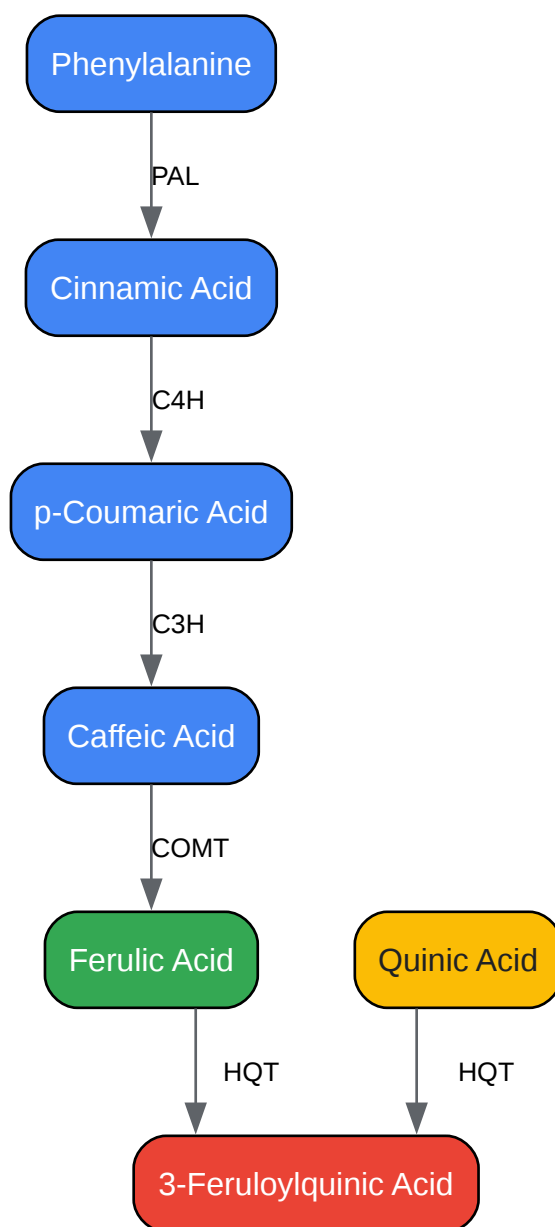 Phenylalanine
PAL
Cinnamic Acid
C4H
p-Coumaric Acid
C3H
Caffeic Acid
COMT
Ferulic Acid
Quinic Acid
HQT
HQT
3-Feruloylquinic Acid